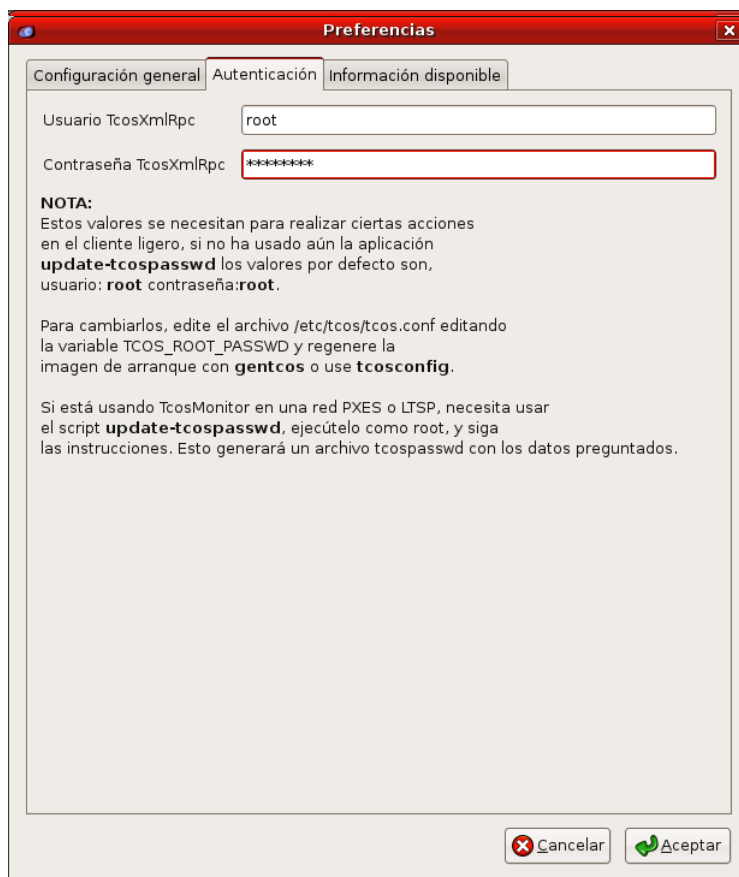 Preferencias
Configuración general
Autenticación
Información disponible
Usuario TcosXmlRpc
root
Contraseña TcosXmlRpc
********
NOTA:
Estos valores se necesitan para realizar ciertas acciones
en el cliente ligero, si no ha usado aún la aplicación
update-tcospasswd los valores por defecto son,
usuario: root contraseña:root.
Para cambiarlos, edite el archivo /etc/tcos/tcos.conf editando
la variable TCOS_ROOT_PASSWD y regenere la
imagen de arranque con gentcos o use tcosconfig.
Si está usando TcosMonitor en una red PXES o LTSP, necesita usar
el script update-tcospasswd, ejecútelo como root, y siga
las instrucciones. Esto generará un archivo tcospasswd con los datos preguntados.
Cancelar
Aceptar